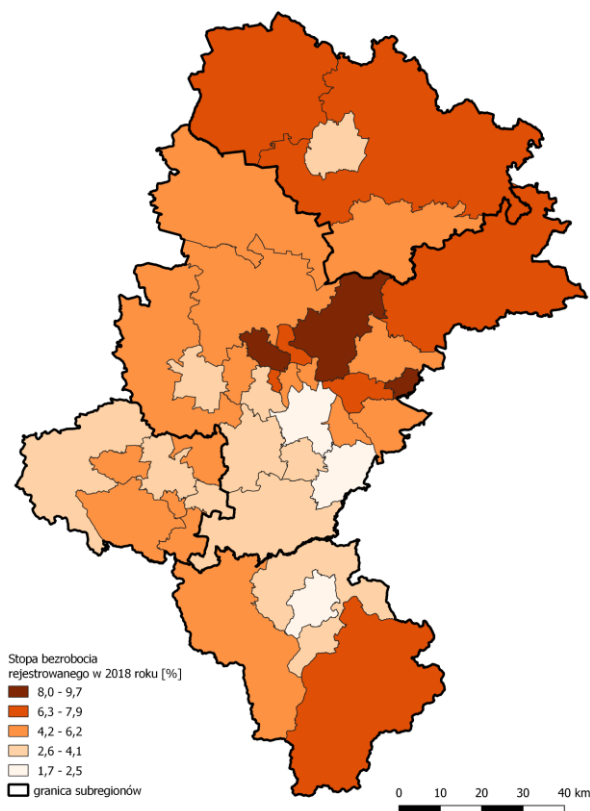 Stopa bezrobocia
rejestrowanego w 2018 roku [%]
8,0 - 9,7
6,3 - 7,9
4,2 - 6,2
2,6 - 4,1
1,7 - 2,5
granica subregionów
0 10 20 30 40 km